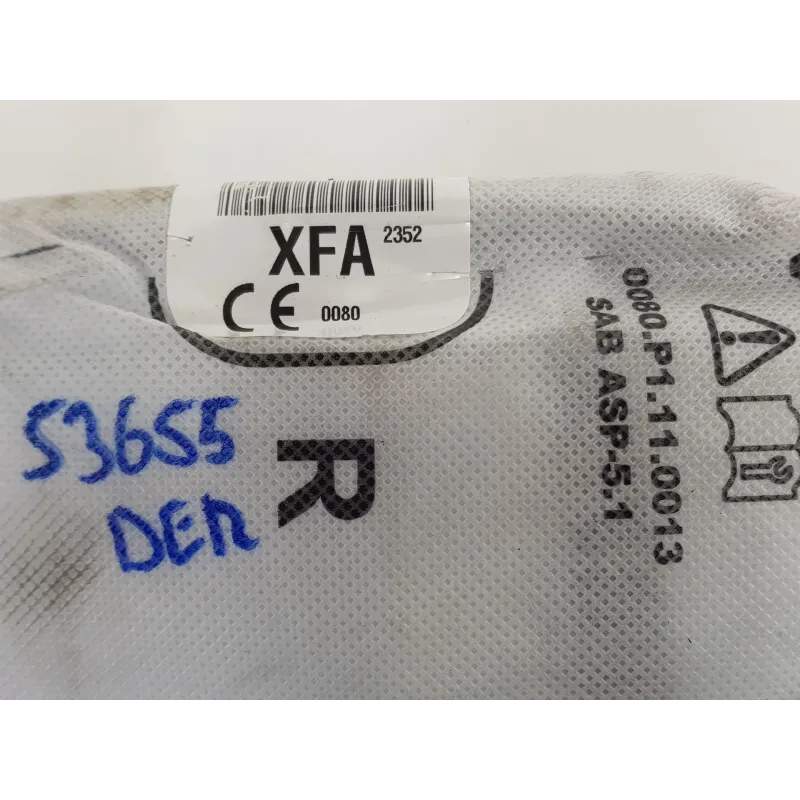 XFA 2352
CE 0080
53655
DER
R
0080.P1.11.0013
SAB ASP-5.1